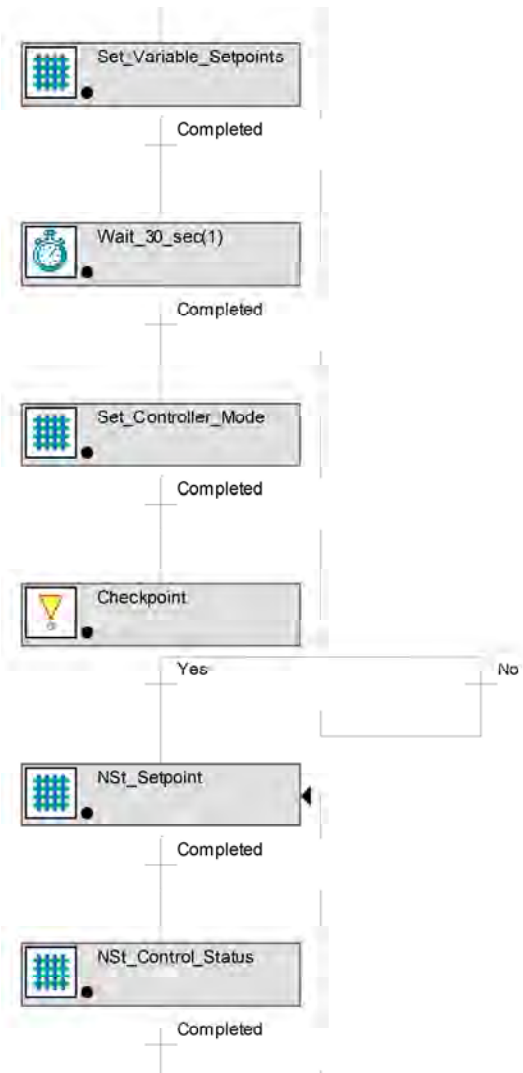 Set_Variable_Setpoints
Completed
Wait_30_sec(1)
Completed
Set_Controller_Mode
Completed
Checkpoint
Yes
No
NSt_Setpoint
Completed
NSt_Control_Status
Completed